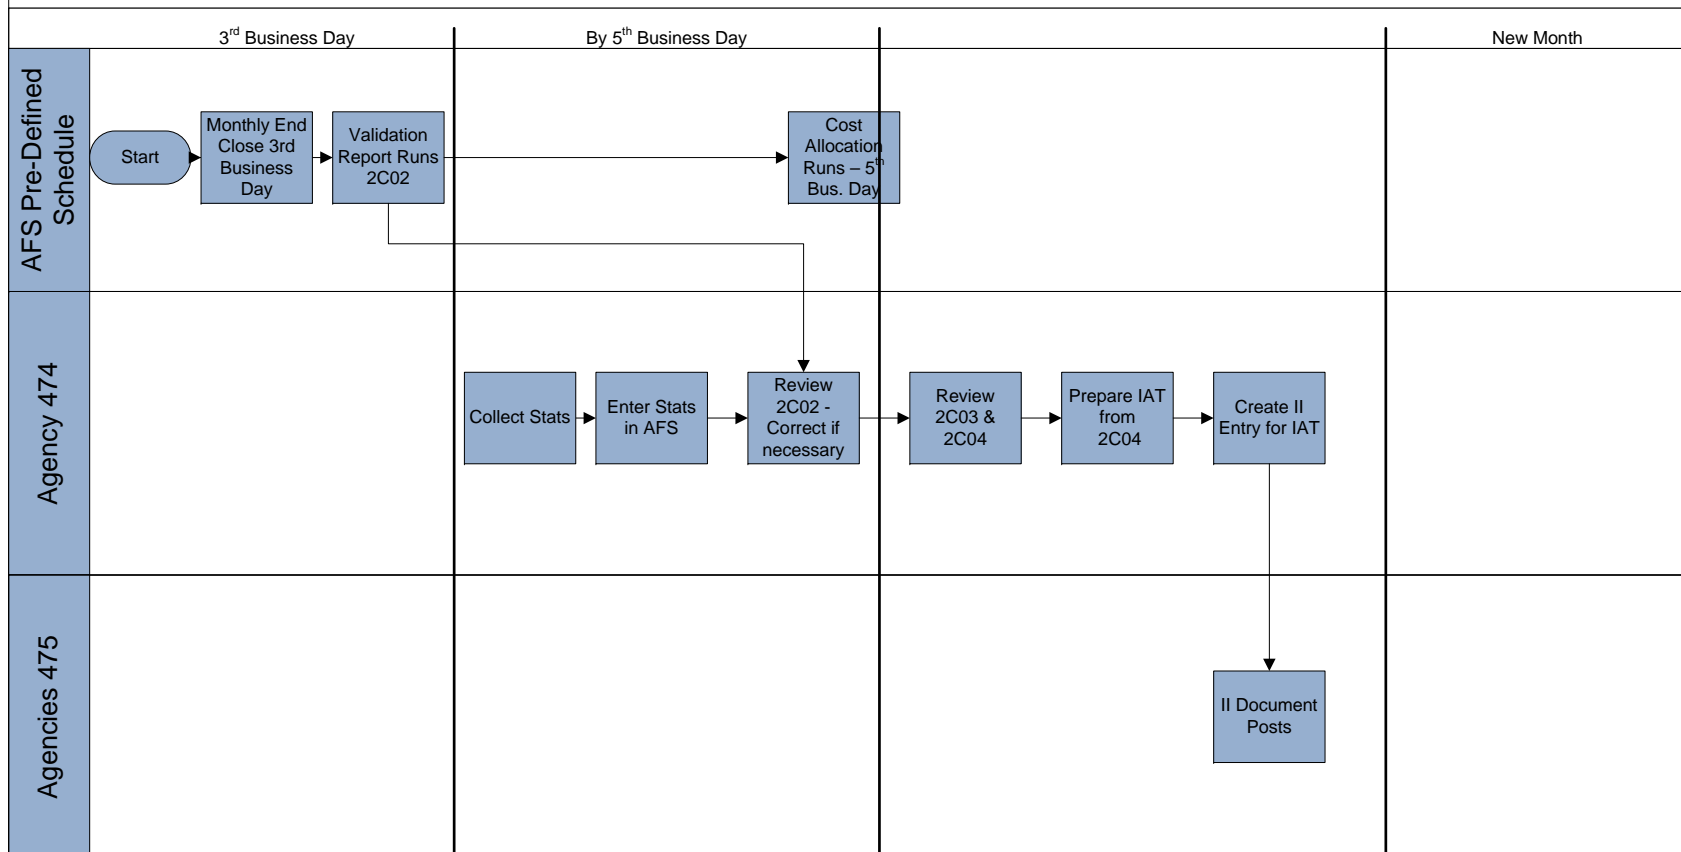 3rd Business Day
By 5th Business Day
New Month
AFS Pre-Defined
Schedule
Start
Monthly End
Close 3rd
Business
Day
Validation
Report Runs
2C02
Cost
Allocation
Runs – 5th
Bus. Day
Agency 474
Collect Stats
Enter Stats
in AFS
Review
2C02 -
Correct if
necessary
Review
2C03 &
2C04
Prepare IAT
from
2C04
Create II
Entry for IAT
Agencies 475
II Document
Posts